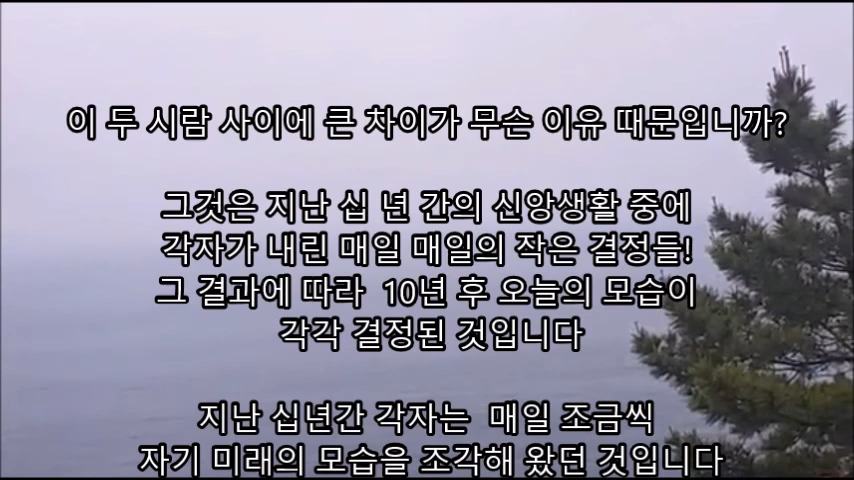 이 두 시람 사이에 큰 차이가 무슨 이유 때문입니까?
그것은 지난 십 년 간의 신앙생활 중에
각자가 내린 매일 매일의 작은 결정들!
그 결과에 따라 10년 후 오늘의 모습이
각각 결정된 것입니다
지난 십년간 각자는 매일 조금씩
자기 미래의 모습을 조각해 왔던 것입니다